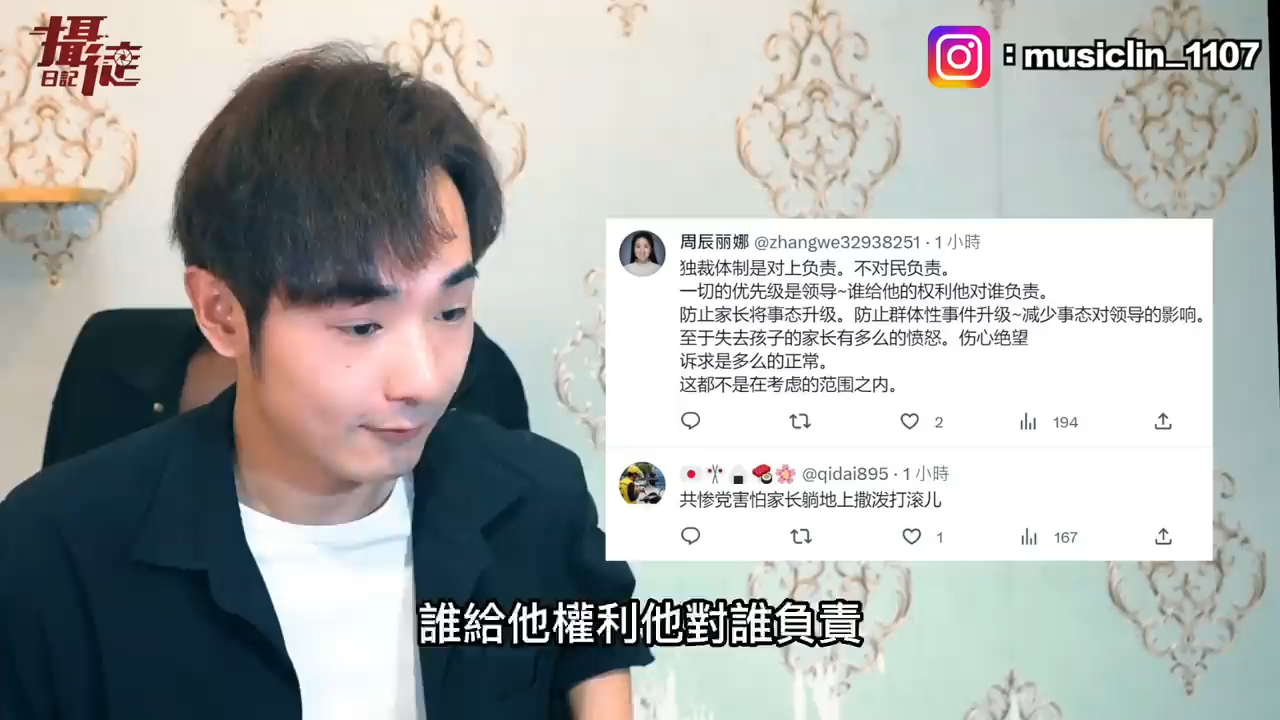 攝徒
日記
:musiclin_1107
周辰丽娜 @zhangwe32938251 · 1 小時
独裁体制是对上负责。不对民负责。
一切的优先级是领导~谁给他的权利他对谁负责。
防止家长将事态升级。防止群体性事件升级~减少事态对领导的影响。
至于失去孩子的家长有多么的愤怒。伤心绝望
诉求是多么的正常。
这都不是在考虑的范围之内。
2 194
@qidai895 · 1 小時
共惨党害怕家长躺地上撒泼打滚儿
1 167
誰給他權利他對誰負責